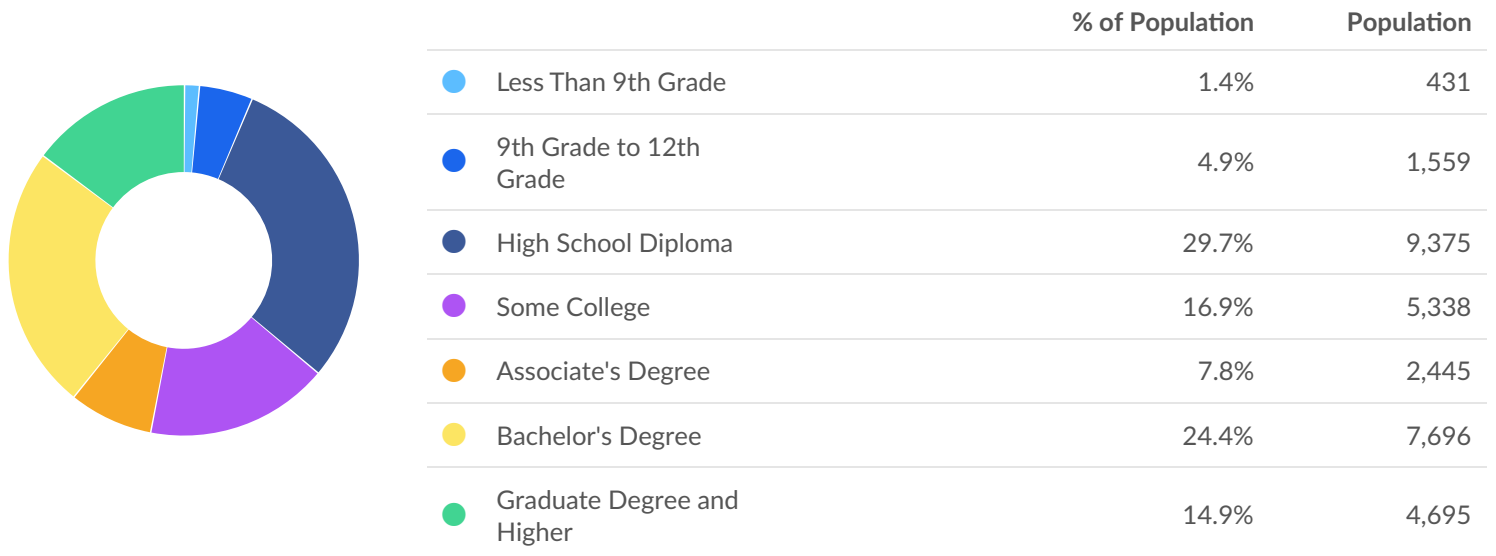 % of Population Population
Less Than 9th Grade 1.4% 431
9th Grade to 12th
Grade 4.9% 1,559
High School Diploma 29.7% 9,375
Some College 16.9% 5,338
Associate's Degree 7.8% 2,445
Bachelor's Degree 24.4% 7,696
Graduate Degree and
Higher 14.9% 4,695